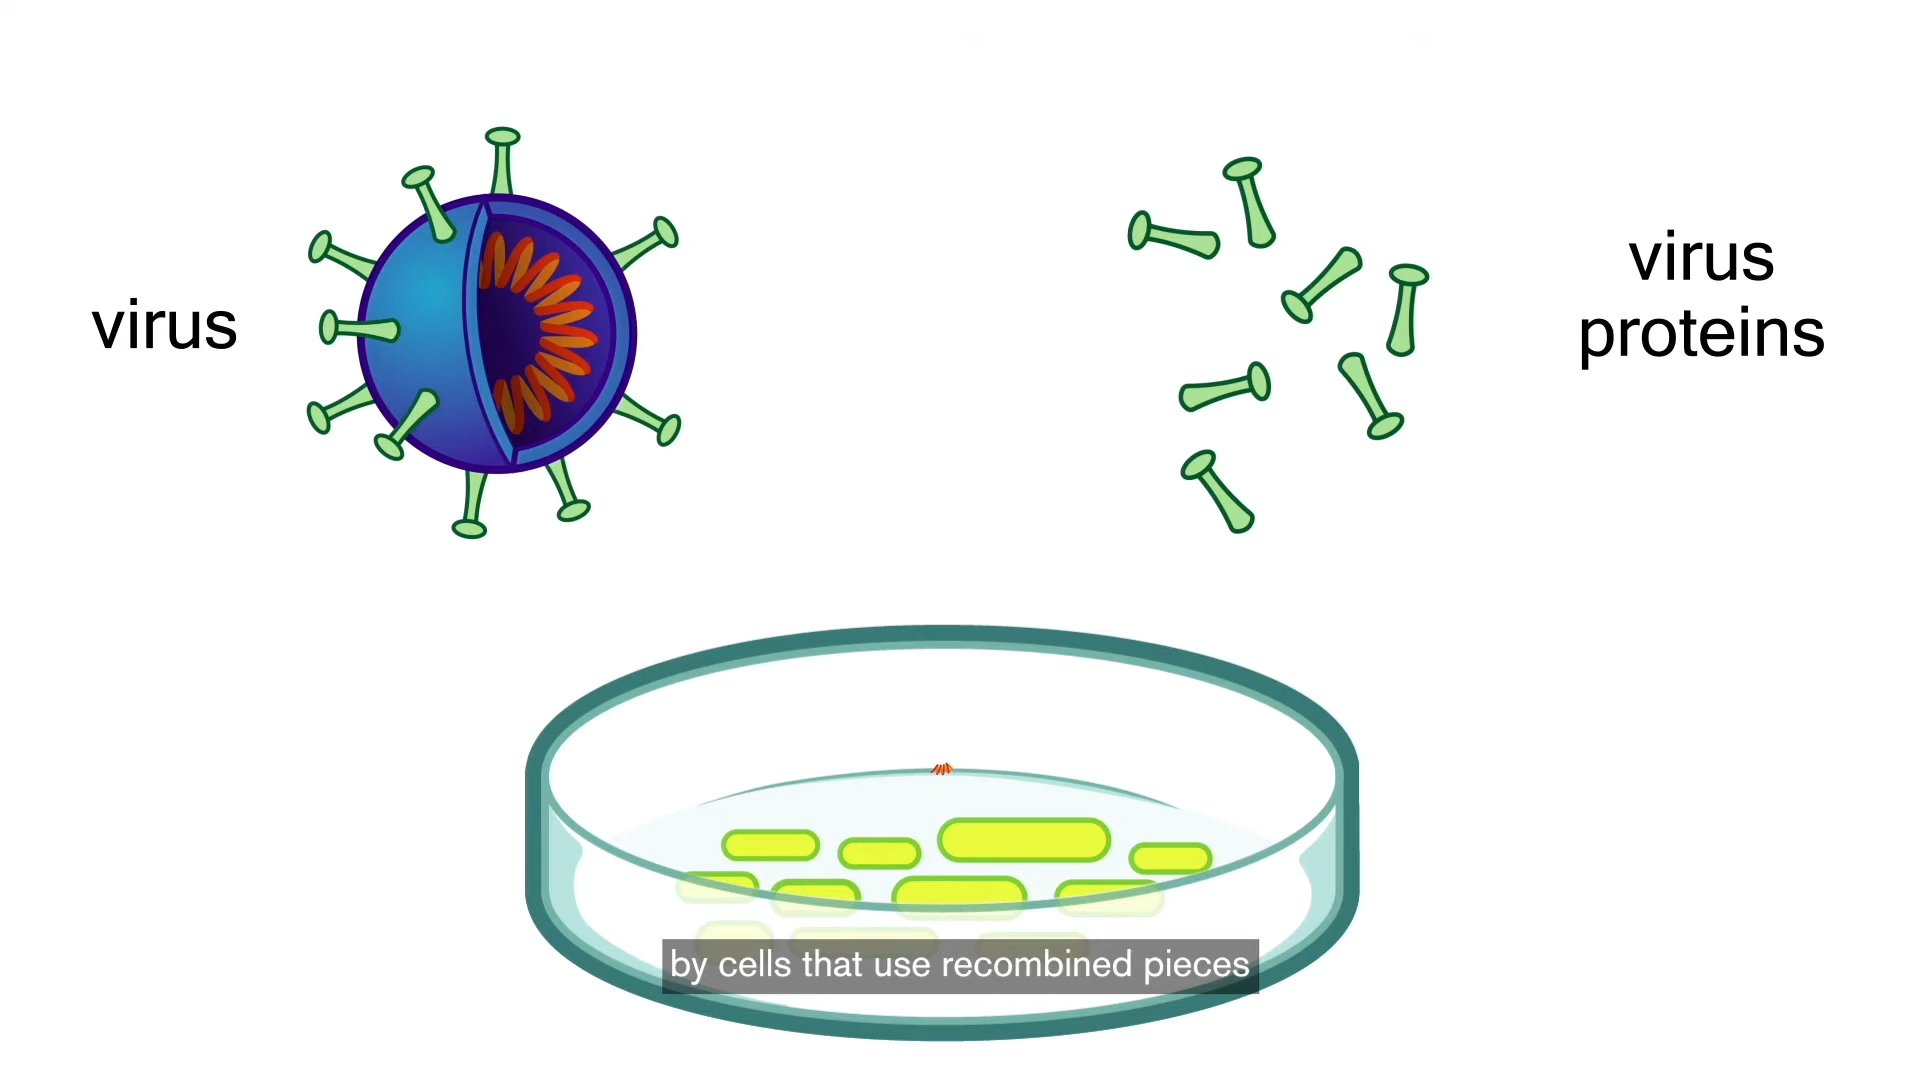 virus
virus
proteins
by cells that use recombined pieces